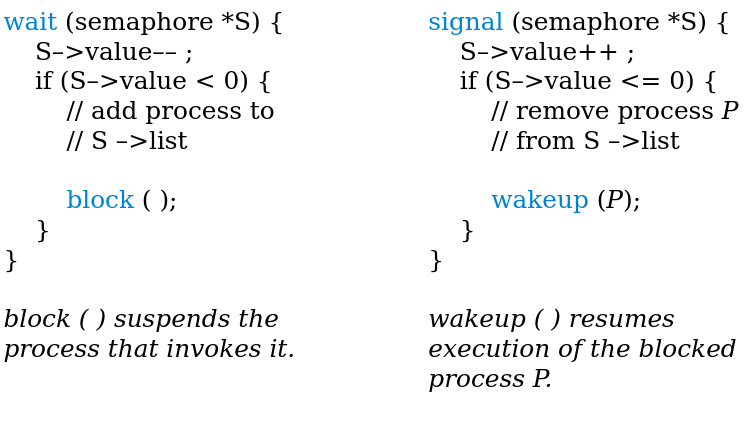 wait (semaphore *S) {
S–>value–– ;
if (S–>value < 0) {
// add process to
// S –>list
block ( );
}
}
block ( ) suspends the
process that invokes it.
signal (semaphore *S) {
S–>value++ ;
if (S–>value <= 0) {
// remove process P
// from S –>list
wakeup (P);
}
}
wakeup ( ) resumes
execution of the blocked
process P.